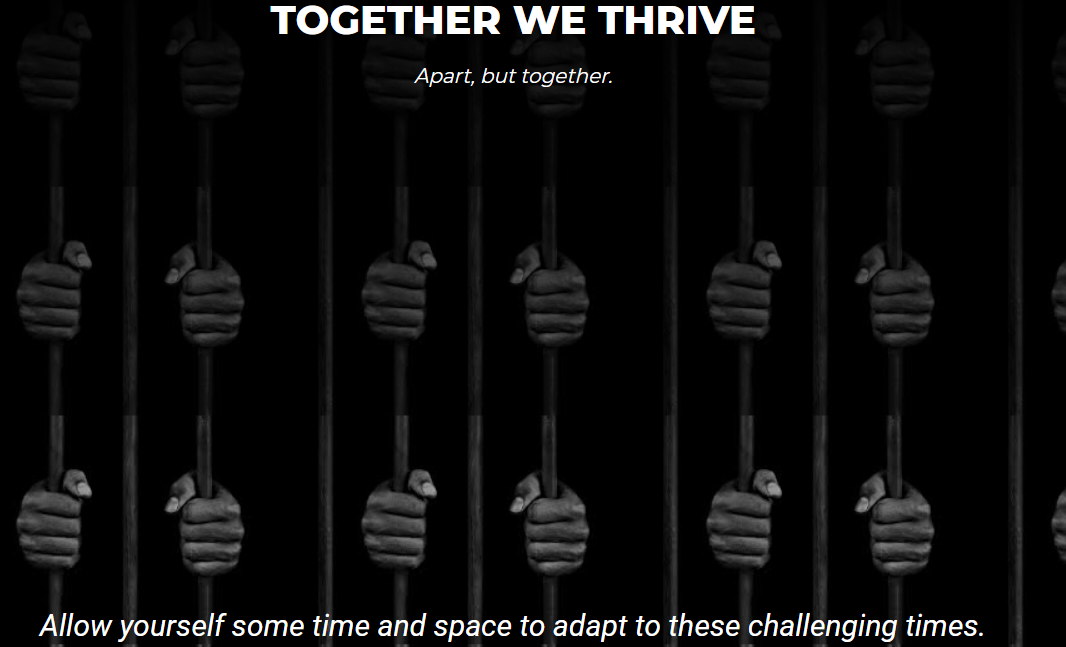 TOGETHER WE THRIVE
Apart, but together.
Allow yourself some time and space to adapt to these challenging times.